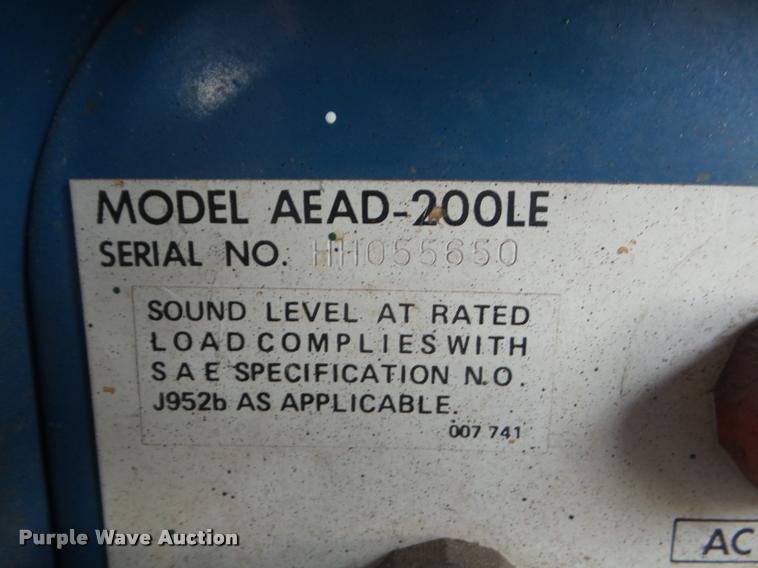 MODEL AEAD-200LE
SERIAL NO. HH055650
SOUND LEVEL AT RATED
LOAD COMPLIES WITH
SAE SPECIFICATION N.O.
J952b AS APPLICABLE.
007 741
AC
Purple Wave Auction